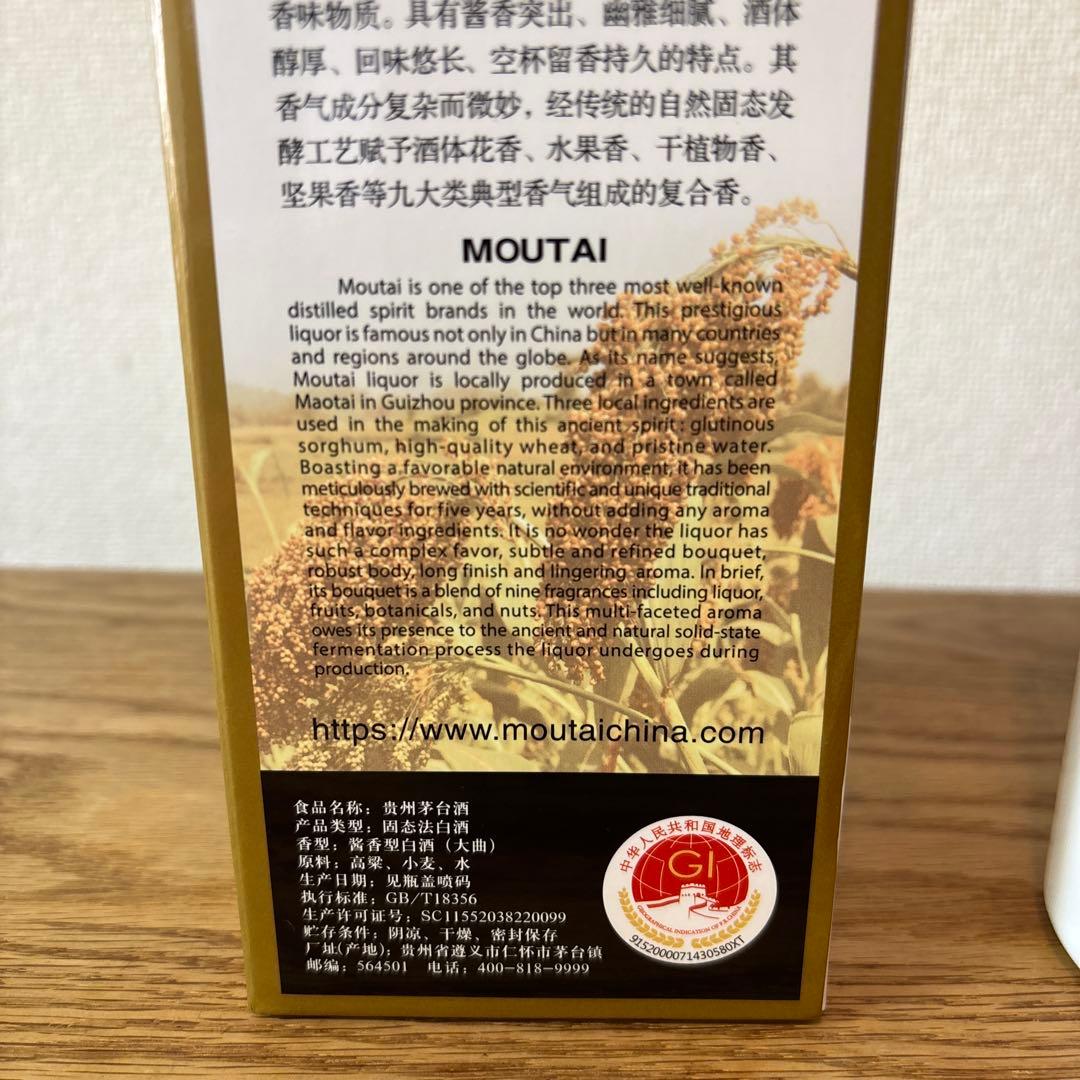 香味物质。具有酱香突出、幽雅细腻、酒体
醇厚、回味悠长、空杯留香持久的特点。其
香气成分复杂而微妙，经传统的自然固态发
酵工艺赋予酒体花香、水果香、干植物香、
坚果香等九大类典型香气组成的复合香。
MOUTAI
Moutai is one of the top three most well-known
distilled spirit brands in the world. This prestigious
liquor is famous not only in China but in many countries
and regions around the globe. As its name suggests,
Moutai liquor is locally produced in a town called
Maotai in Guizhou province. Three local ingredients are
used in the making of this ancient spirit: glutinous
sorghum, high-quality wheat, and pristine water.
Boasting a favorable natural environment, it has been
meticulously brewed with scientific and unique traditional
techniques for five years, without adding any aroma
and flavor ingredients. It is no wonder the liquor has
such a complex favor, subtle and refined bouquet,
robust body, long finish and lingering aroma. In brief,
its bouquet is a blend of nine fragrances including liquor,
fruits, botanicals, and nuts. This multi-faceted aroma
owes its presence to the ancient and natural solid-state
fermentation process the liquor undergoes during
production.
https://www.moutaichina.com
食品名称：贵州茅台酒
产品类型：固态法白酒
香型：酱香型白酒（大曲）
原料：高粱、小麦、水
生产日期：见瓶盖喷码
执行标准：GB/T18356
生产许可证号：SC11552038220099
贮存条件：阴凉、干燥、密封保存
厂址(产地)：贵州省遵义市仁怀市茅台镇
邮编：564501 电话：400-818-9999
中华人民共和国地理标志
GI
GEOGRAPHICAL INDICATION OF P.R.CHINA
9152000071430580XT